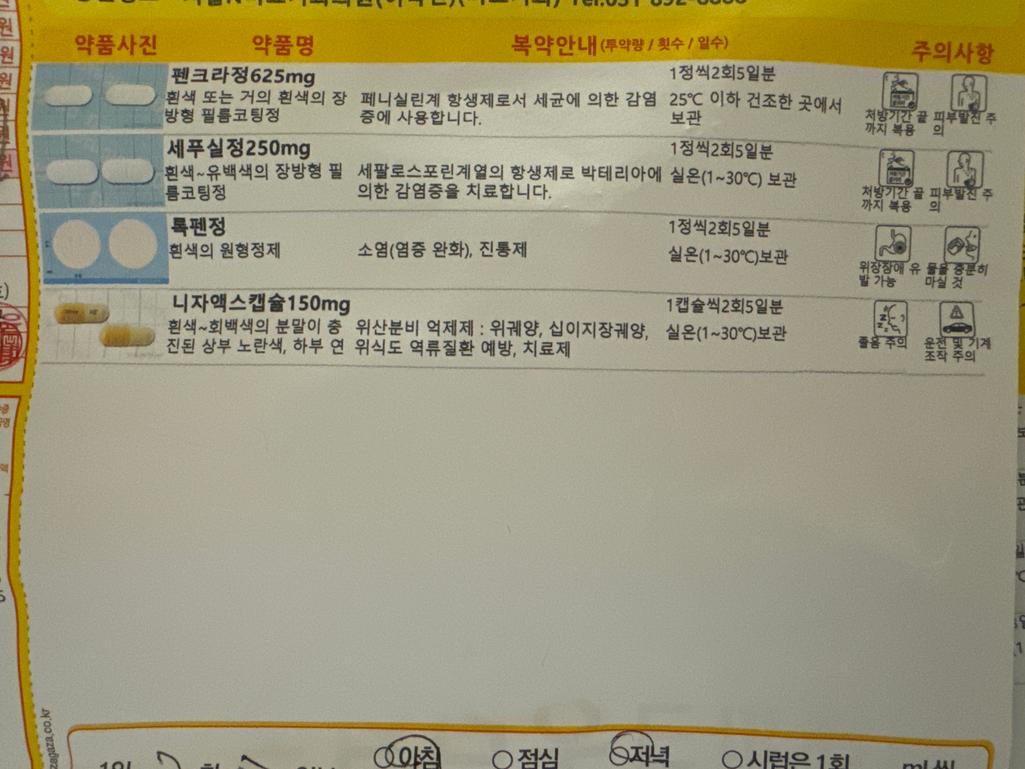 약품사진 약품명 복약안내(투약량 / 횟수 / 일수) 주의사항
펜크라정625mg 1정씩2회5일분
흰색 또는 거의 흰색의 장 페니실린계 항생제로서 세균에 의한 감염 25℃ 이하 건조한 곳에서
방형 필름코팅정 증에 사용합니다. 보관
처방기간 끝 피부발진 주
까지 복용 의
세푸실정250mg 1정씩2회5일분
흰색~유백색의 장방형 필 세팔로스포린계열의 항생제로 박테리아에 실온(1~30℃) 보관
름코팅정 의한 감염증을 치료합니다.
처방기간 끝 피부발진 주
까지 복용 의
록펜정 1정씩2회5일분
흰색의 원형정제 소염(염증 완화), 진통제 실온(1~30℃)보관
위장장애 유 물을 충분히
발 가능 마실 것
니자액스캡슐150mg 1캡슐씩2회5일분
흰색~회백색의 분말이 충 위산분비 억제제 : 위궤양, 십이지장궤양, 실온(1~30℃)보관
진된 상부 노란색, 하부 연 위식도 역류질환 예방, 치료제
졸음 주의 운전 및 기계
조작 주의
아침 점심 저녁 시럽은 1회